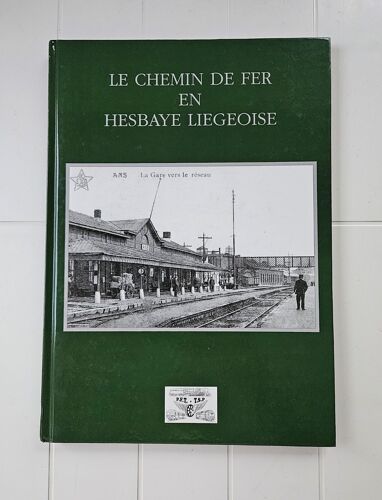 LE CHEMIN DE FER
EN
HESBAYE LIEGEOISE
ANS La Gare vers le réseau